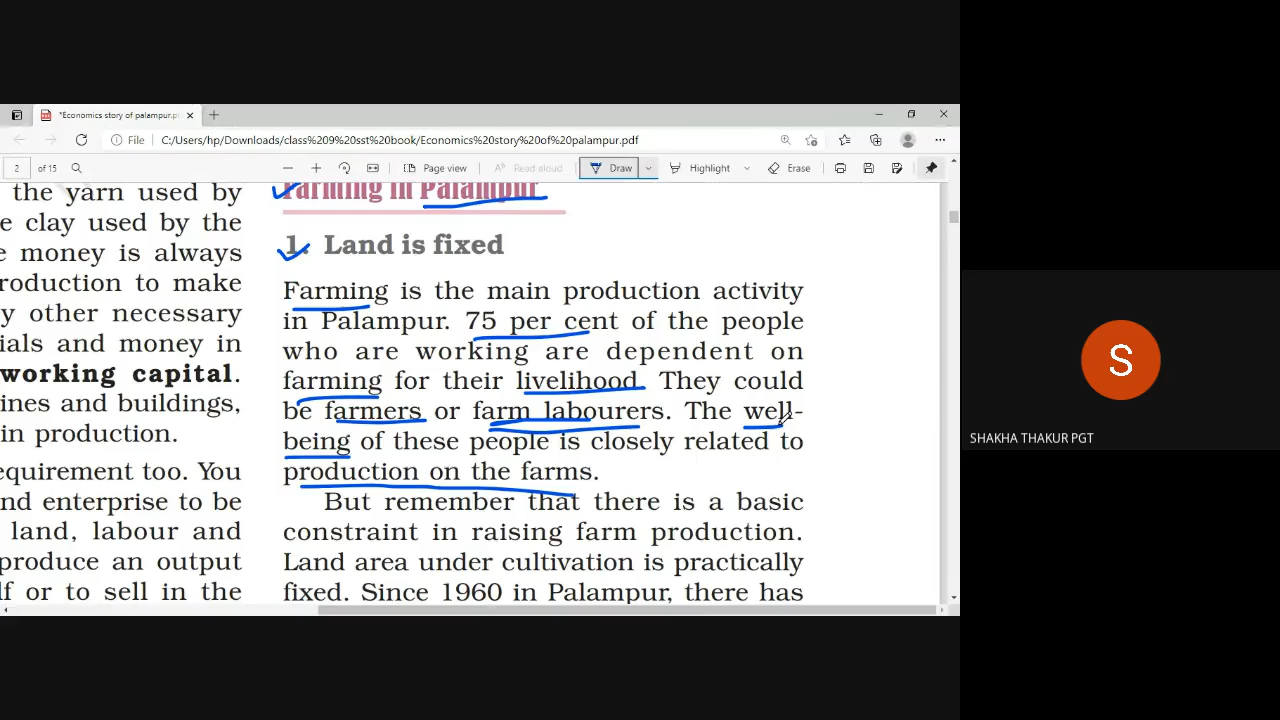 *Economics story of palampur.p
File C:/Users/hp/Downloads/class%209%20sst%20book/Economics%20story%20of%20palampur.pdf
2 of 15 Page view Read aloud Draw Highlight Erase
the yarn used by
e clay used by the
e money is always
roduction to make
y other necessary
ials and money in
working capital.
ines and buildings,
in production.
equirement too. You
nd enterprise to be
land, labour and
produce an output
lf or to sell in the
Farming in Palampur
1. Land is fixed
Farming is the main production activity
in Palampur. 75 per cent of the people
who are working are dependent on
farming for their livelihood. They could
be farmers or farm labourers. The well-
being of these people is closely related to
production on the farms.
But remember that there is a basic
constraint in raising farm production.
Land area under cultivation is practically
fixed. Since 1960 in Palampur, there has
S
SHAKHA THAKUR PGT